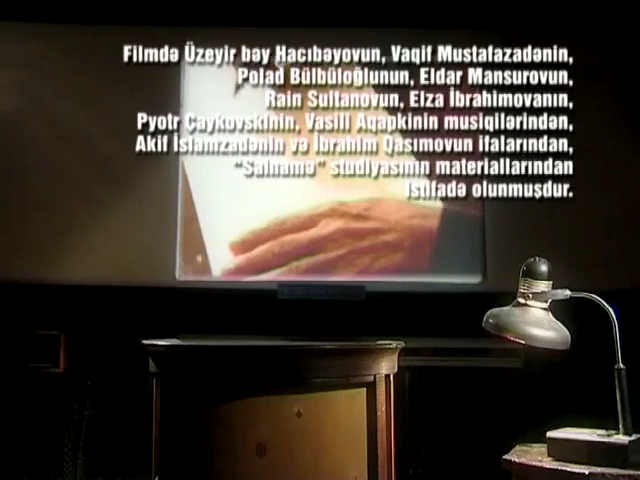 Filmdə Üzeyir bəy Hacıbəyovun, Vaqif Mustafazadənin,
Polad Bülbüloğlunun, Eldar Mansurovun,
Rain Sultanovun, Elza İbrahimovanın,
Pyotr Çaykovskinin, Vasili Aqapkinin musiqilərindən,
Akif İslamzadənin və İbrahim Qasımovun ifalarından,
"Salnamə" studiyasının materiallarından
istifadə olunmuşdur.